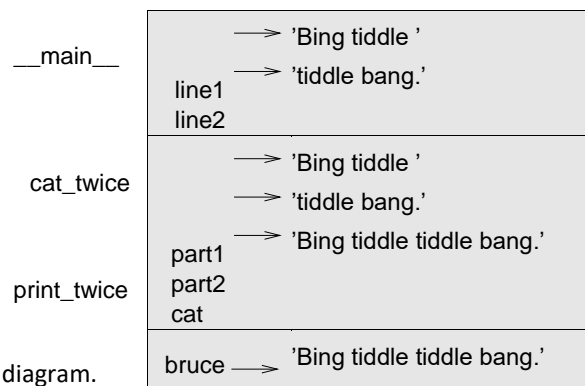 ’Bing tiddle ’
__main__
’tiddle bang.’
line1
line2
’Bing tiddle ’
cat_twice
’tiddle bang.’
’Bing tiddle tiddle bang.’
part1
part2
print_twice
cat
bruce ’Bing tiddle tiddle bang.’
diagram.